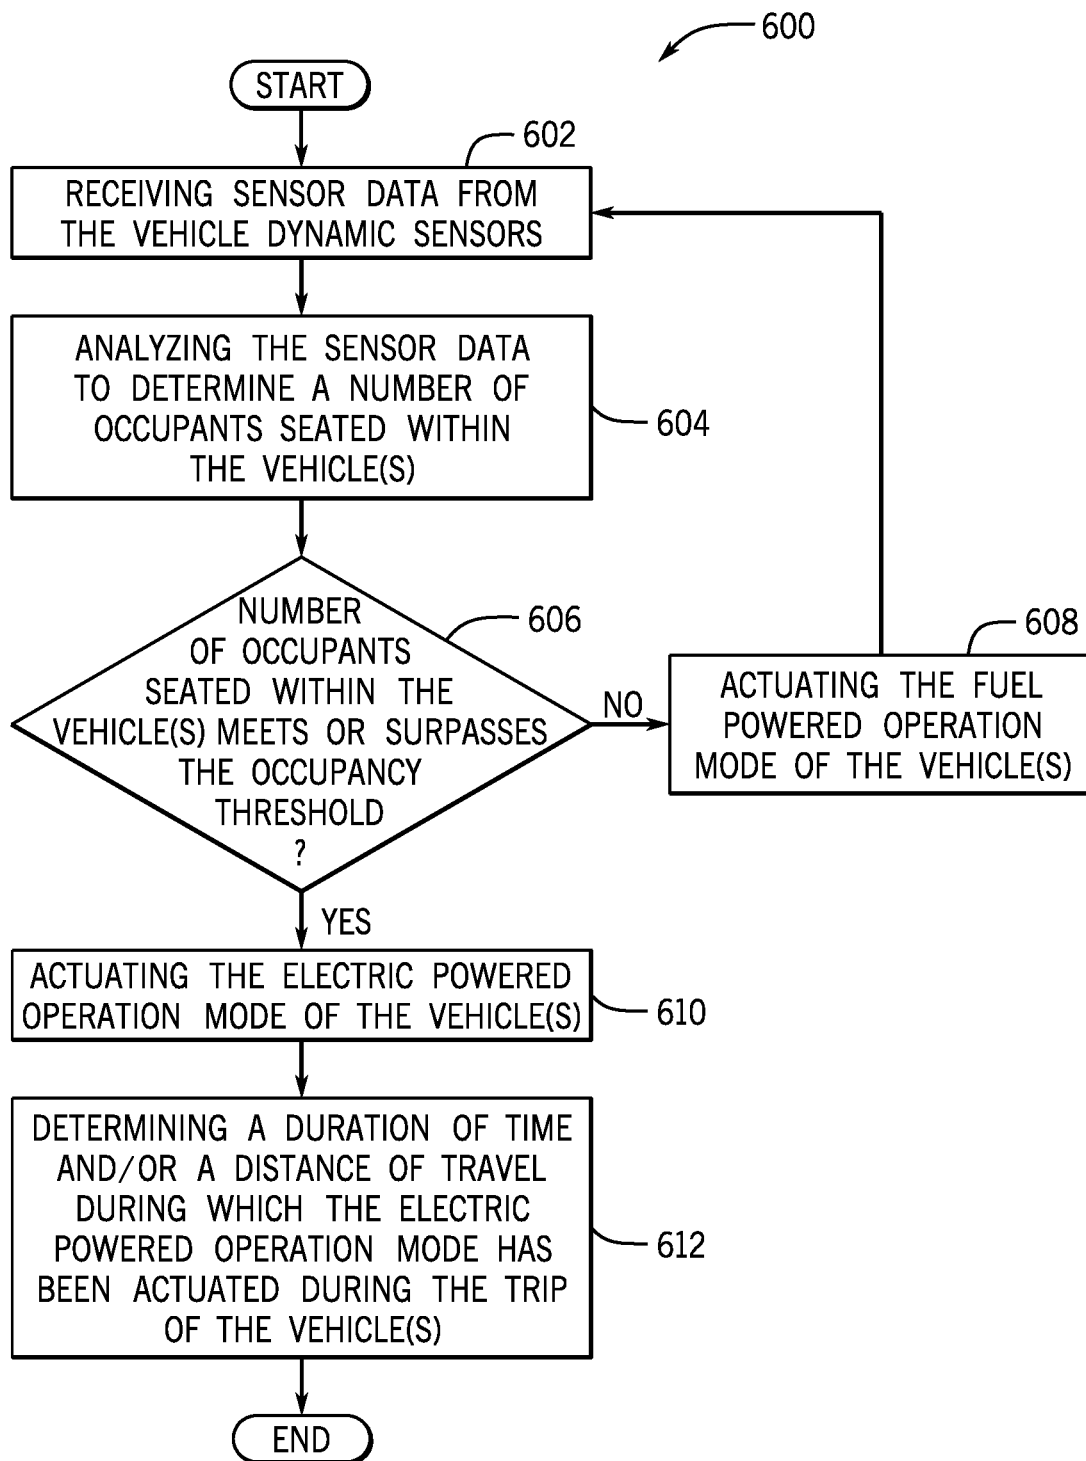 600
START
602
RECEIVING SENSOR DATA FROM
THE VEHICLE DYNAMIC SENSORS
ANALYZING THE SENSOR DATA
TO DETERMINE A NUMBER OF
OCCUPANTS SEATED WITHIN
THE VEHICLE(S)
604
NUMBER
OF OCCUPANTS
SEATED WITHIN THE
VEHICLE(S) MEETS OR SURPASSES
THE OCCUPANCY
THRESHOLD
?
606
NO
608
ACTUATING THE FUEL
POWERED OPERATION
MODE OF THE VEHICLE(S)
YES
ACTUATING THE ELECTRIC POWERED
OPERATION MODE OF THE VEHICLE(S)
610
DETERMINING A DURATION OF TIME
AND/OR A DISTANCE OF TRAVEL
DURING WHICH THE ELECTRIC
POWERED OPERATION MODE HAS
BEEN ACTUATED DURING THE TRIP
OF THE VEHICLE(S)
612
END